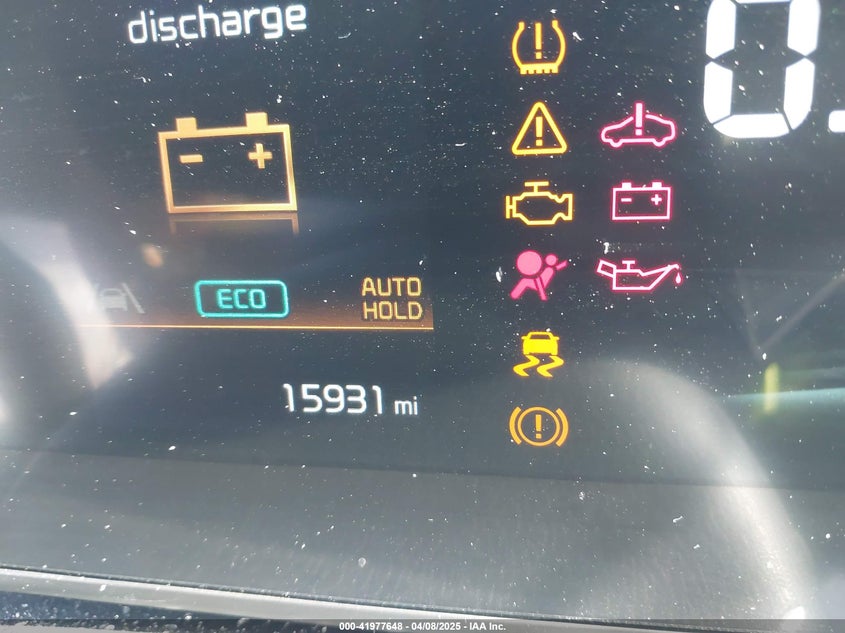 discharge
ECO
AUTO
HOLD
15931 mi
000-41977648 - 04/08/2025 - IAA Inc.